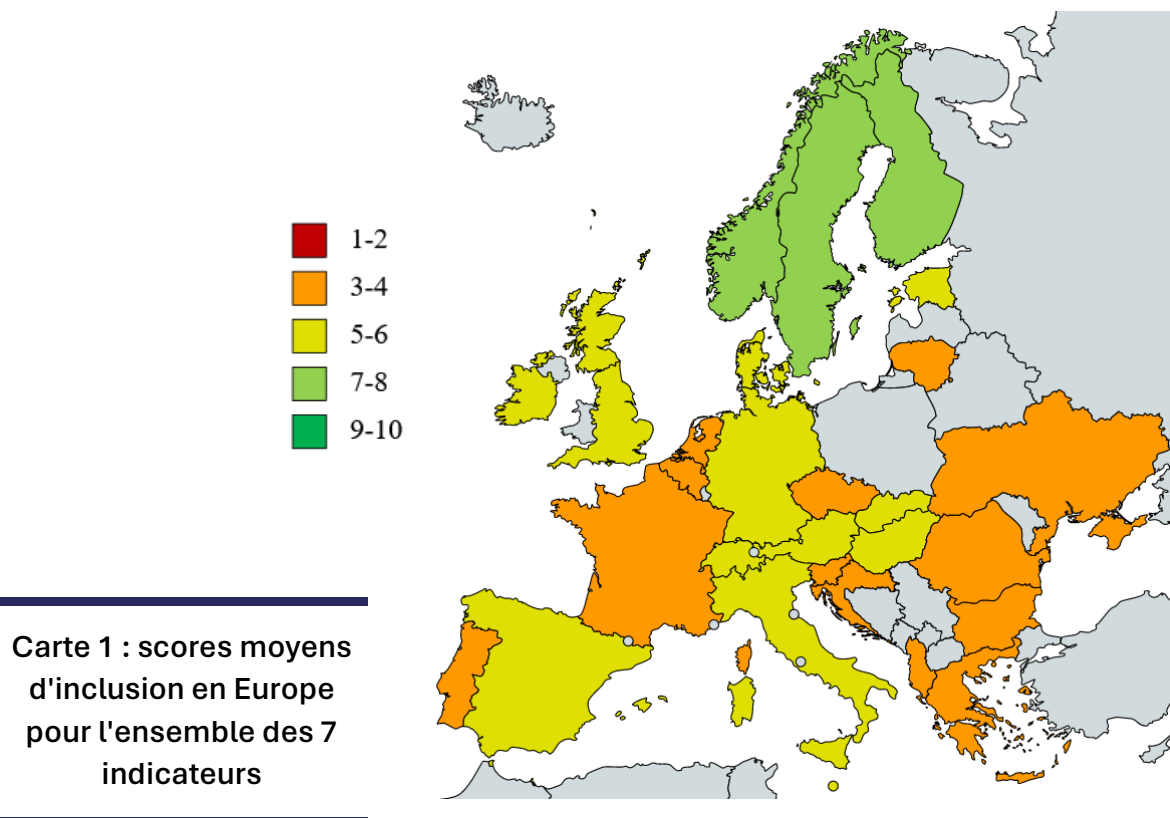 1-2
3-4
5-6
7-8
9-10
Carte 1 : scores moyens
d'inclusion en Europe
pour l'ensemble des 7
indicateurs